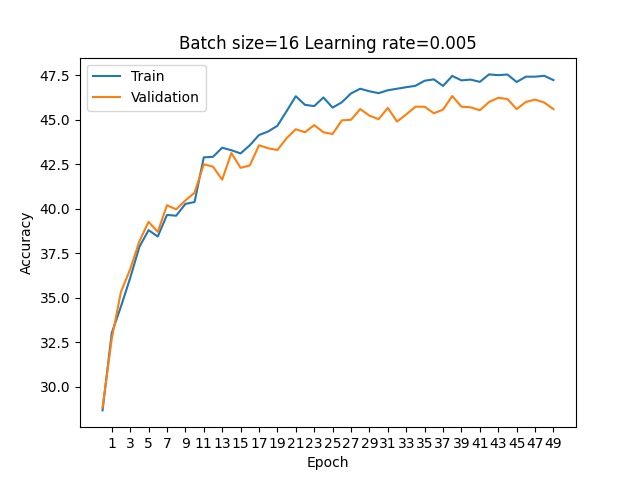 Batch size=16 Learning rate=0.005
Train
Validation
47.5
45.0
42.5
40.0
37.5
35.0
32.5
30.0
Accuracy
1 3 5 7 9 11 13 15 17 19 21 23 25 27 29 31 33 35 37 39 41 43 45 47 49
Epoch